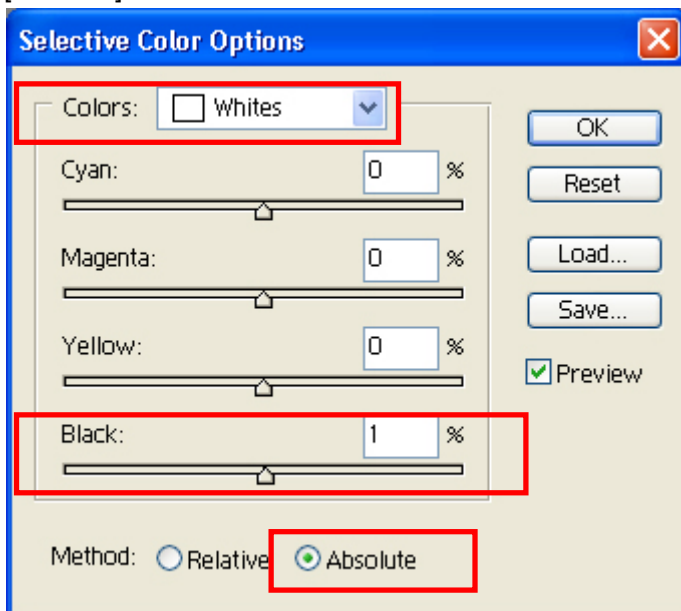 Selective Color Options
Colors: Whites
OK
Cyan: 0 %
Reset
Magenta: 0 %
Load...
Save...
Yellow: 0 %
Preview
Black: 1 %
Method: Relative Absolute